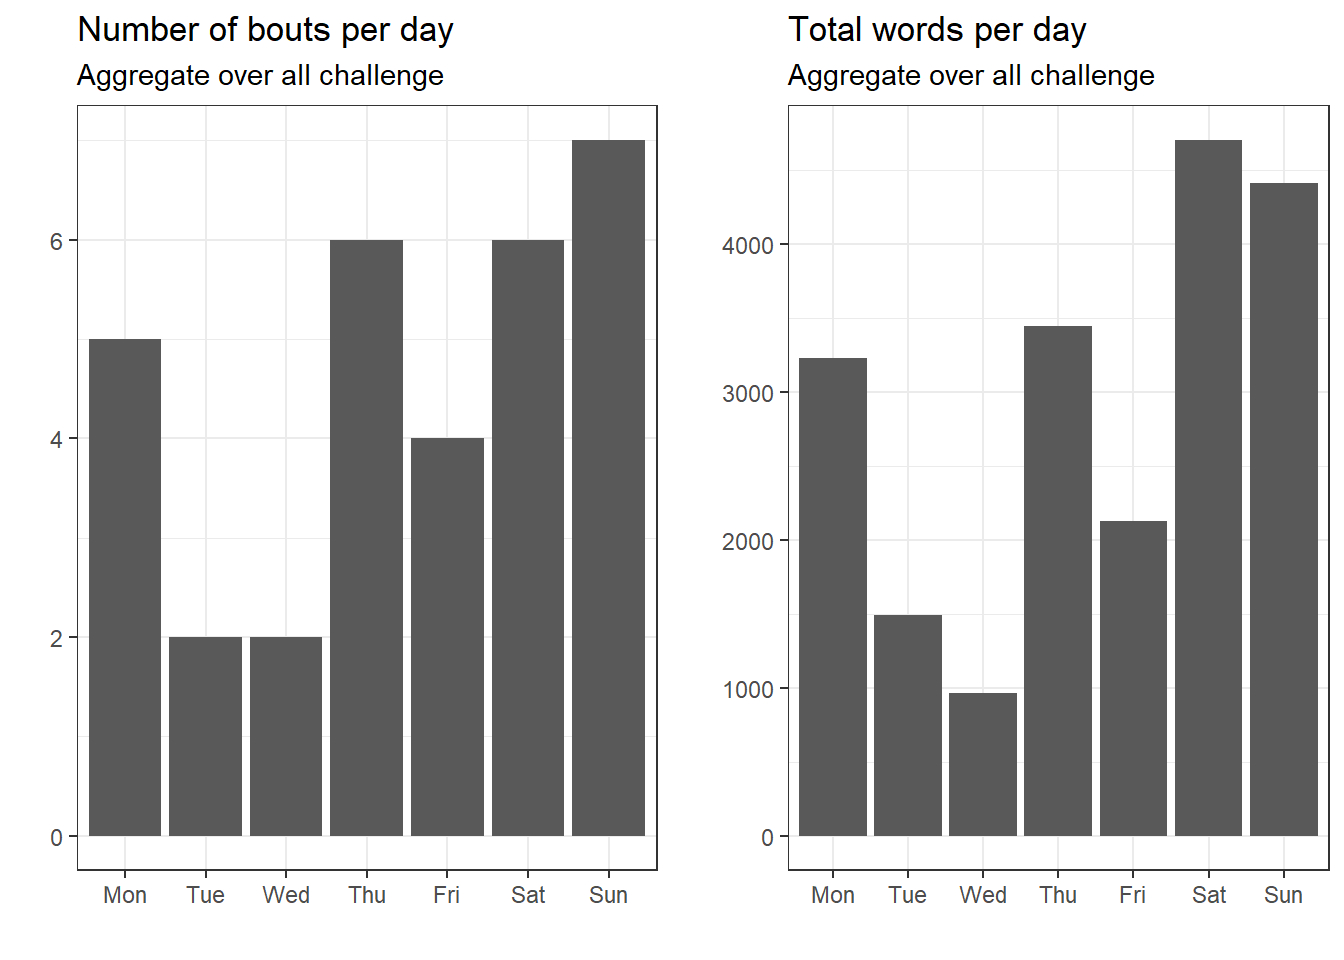 Number of bouts per day
Aggregate over all challenge
6
4
2
0
Mon Tue Wed Thu Fri Sat Sun
Total words per day
Aggregate over all challenge
4000
3000
2000
1000
0
Mon Tue Wed Thu Fri Sat Sun